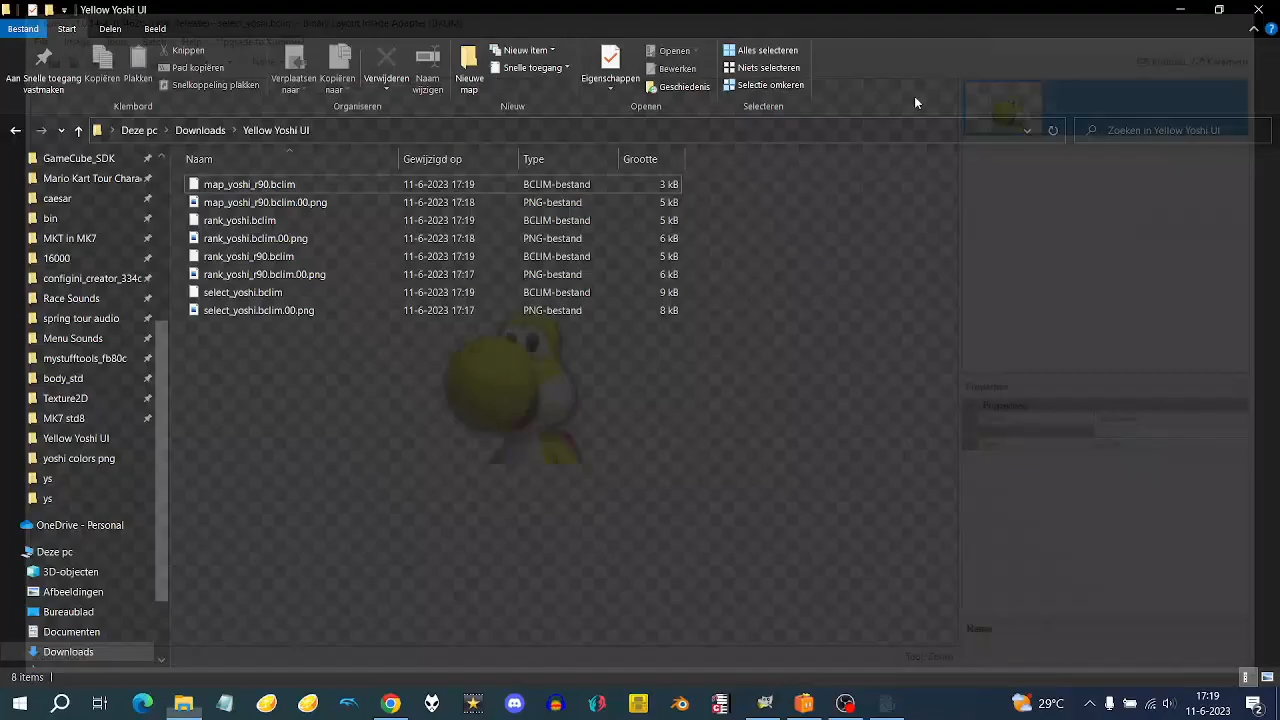 Yellow Yoshi UI
Bestand Start Delen Beeld
Aan Snelle toegang vastmaken
Kopiëren
Plakken
Knippen
Pad kopiëren
Snelkoppeling plakken
Klembord
Verplaatsen naar
Kopiëren naar
Verwijderen
Naam wijzigen
Organiseren
Nieuwe map
Nieuw item
Snelle toegang
Nieuw
Eigenschappen
Openen
Bewerken
Geschiedenis
Openen
Alles selecteren
Niets selecteren
Selectie omkeren
Selecteren
Deze pc Downloads Yellow Yoshi UI
Zoeken in Yellow Yoshi UI
GameCube_SDK
Mario Kart Tour Chara
caesar
bin
MKT in MK7
16000
configini_creator_334c
Race Sounds
spring tour audio
Menu Sounds
mystufftools_fb80c
body_std
Texture2D
MK7 std8
Yellow Yoshi UI
yoshi colors png
ys
ys
OneDrive - Personal
Deze pc
3D-objecten
Afbeeldingen
Bureaublad
Documenten
Downloads
Naam Gewijzigd op Type Grootte
map_yoshi_r90.bclim 11-6-2023 17:19 BCLIM-bestand 3 kB
map_yoshi_r90.bclim.00.png 11-6-2023 17:18 PNG-bestand 5 kB
rank_yoshi.bclim 11-6-2023 17:19 BCLIM-bestand 5 kB
rank_yoshi.bclim.00.png 11-6-2023 17:18 PNG-bestand 6 kB
rank_yoshi_r90.bclim 11-6-2023 17:19 BCLIM-bestand 5 kB
rank_yoshi_r90.bclim.00.png 11-6-2023 17:17 PNG-bestand 6 kB
select_yoshi.bclim 11-6-2023 17:19 BCLIM-bestand 9 kB
select_yoshi.bclim.00.png 11-6-2023 17:17 PNG-bestand 8 kB
Properties
Name
8 items
29°C
17:19
11-6-2023
2